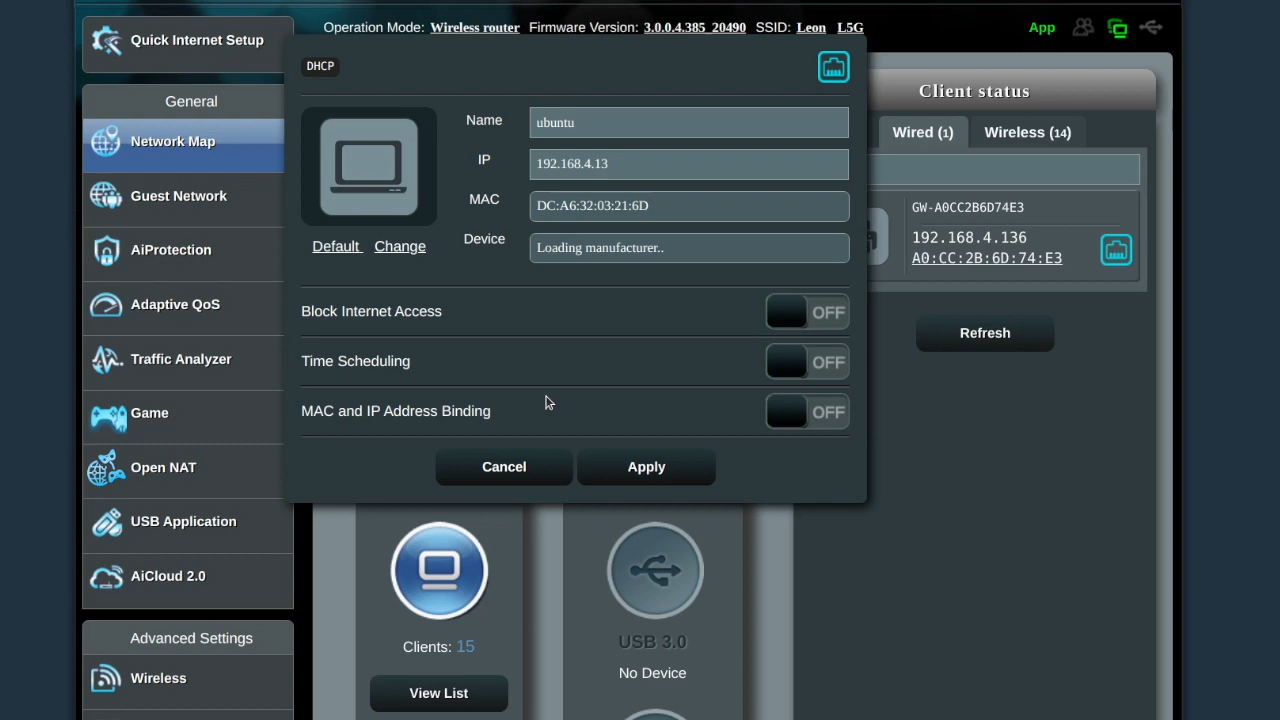 Operation Mode: Wireless router Firmware Version: 3.0.0.4.385_20490 SSID: Leon L5G
App
Quick Internet Setup
General
Network Map
Guest Network
AiProtection
Adaptive QoS
Traffic Analyzer
Game
Open NAT
USB Application
AiCloud 2.0
Advanced Settings
Wireless
DHCP
Name ubuntu
IP 192.168.4.13
MAC DC:A6:32:03:21:6D
Device Loading manufacturer..
Default Change
Block Internet Access OFF
Time Scheduling OFF
MAC and IP Address Binding OFF
Cancel Apply
Clients: 15
View List
USB 3.0
No Device
Client status
Wired (1) Wireless (14)
GW-A0CC2B6D74E3
192.168.4.136
A0:CC:2B:6D:74:E3
Refresh